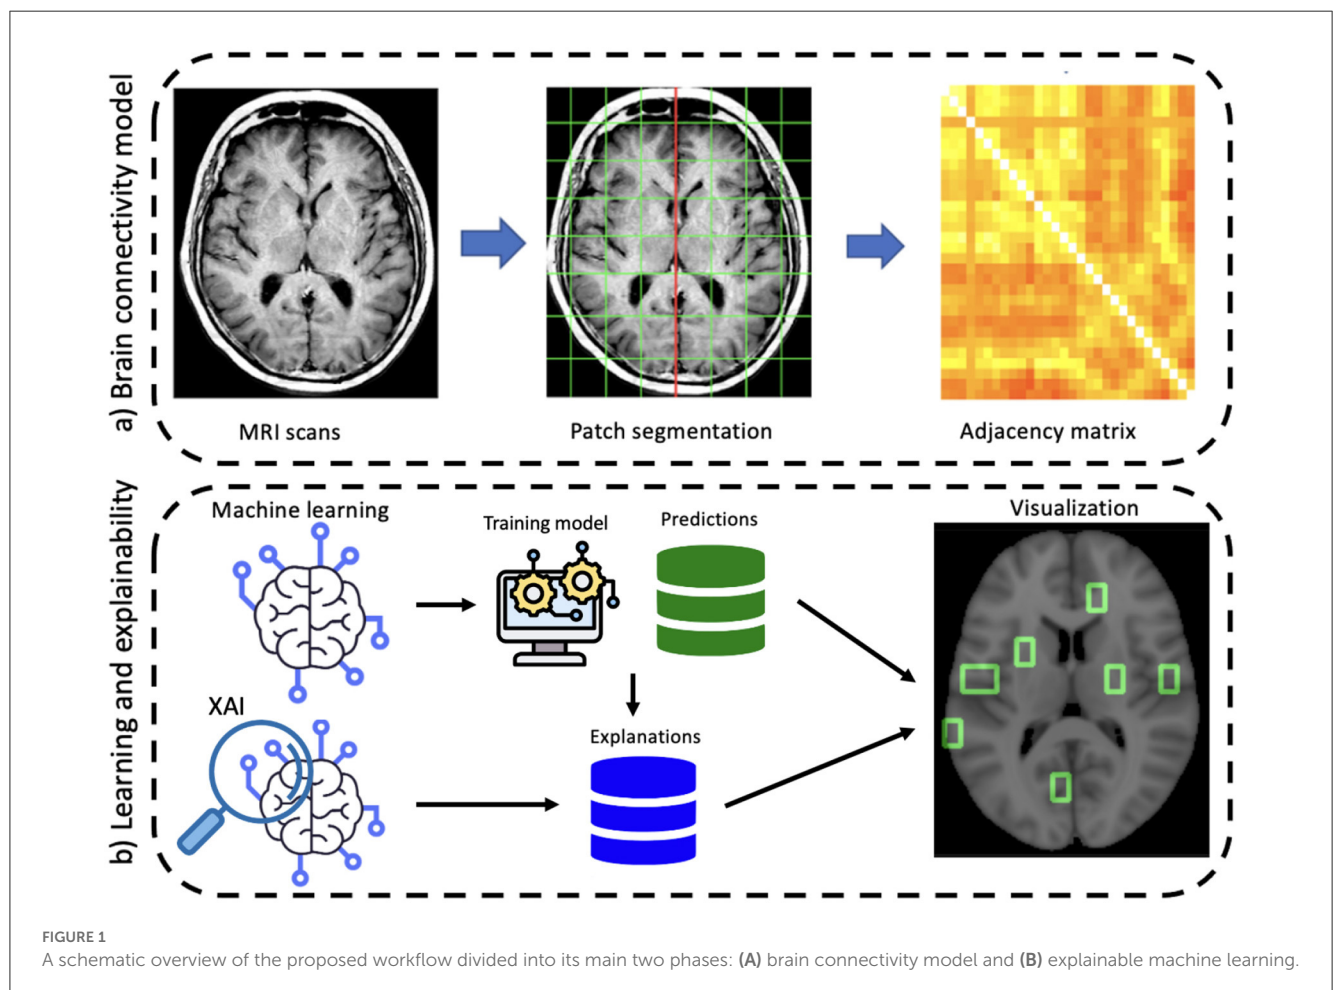 a) Brain connectivity model
MRI scans
Patch segmentation
Adjacency matrix
b) Learning and explainability
Machine learning
Training model
Predictions
Visualization
XAI
Explanations
FIGURE 1
A schematic overview of the proposed workflow divided into its main two phases: (A) brain connectivity model and (B) explainable machine learning.